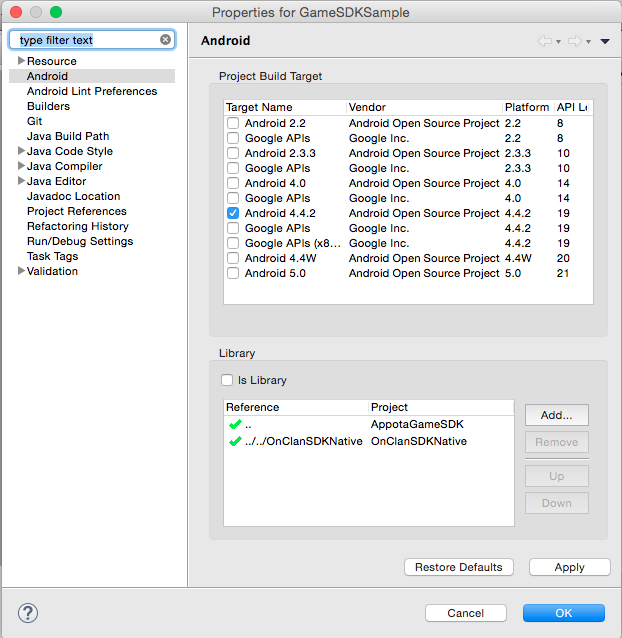 Properties for GameSDKSample
type filter text
Android
Resource
Android
Android Lint Preferences
Builders
Git
Java Build Path
Java Code Style
Java Compiler
Java Editor
Javadoc Location
Project References
Refactoring History
Run/Debug Settings
Task Tags
Validation
Project Build Target
Target Name Vendor Platform API Le
Android 2.2 Android Open Source Project 2.2 8
Google APIs Google Inc. 2.2 8
Android 2.3.3 Android Open Source Project 2.3.3 10
Google APIs Google Inc. 2.3.3 10
Android 4.0 Android Open Source Project 4.0 14
Google APIs Google Inc. 4.0 14
Android 4.4.2 Android Open Source Project 4.4.2 19
Google APIs Google Inc. 4.4.2 19
Google APIs (x8... Google Inc. 4.4.2 19
Android 4.4W Android Open Source Project 4.4W 20
Android 5.0 Android Open Source Project 5.0 21
Library
Is Library
Reference Project
.. AppotaGameSDK
../../OnClanSDKNative OnClanSDKNative
Add...
Remove
Up
Down
Restore Defaults Apply
? Cancel OK